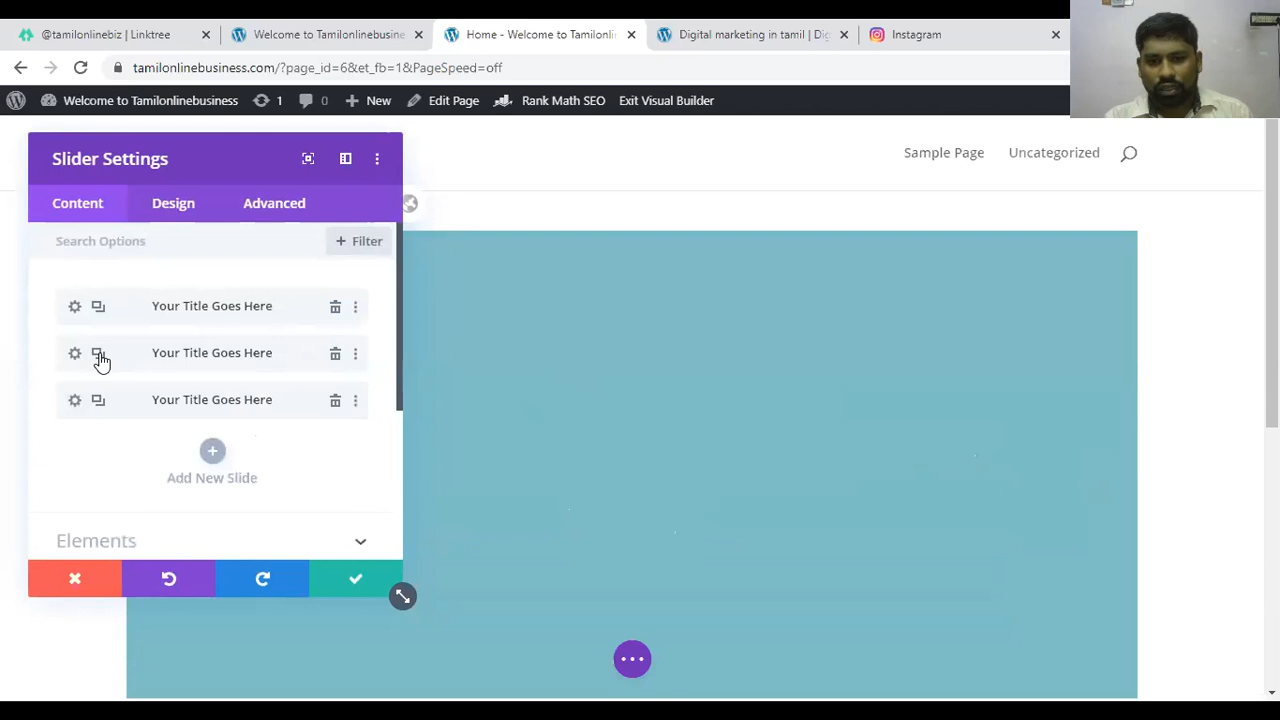 @tamilonlinebiz | Linktree
Welcome to Tamilonlinebusine
Home - Welcome to Tamilonlin
Digital marketing in tamil | Dig
Instagram
tamilonlinebusiness.com/?page_id=6&et_fb=1&PageSpeed=off
Welcome to Tamilonlinebusiness 1 0 New Edit Page Rank Math SEO Exit Visual Builder
Slider Settings
Sample Page Uncategorized
Content Design Advanced
Search Options + Filter
Your Title Goes Here
Your Title Goes Here
Your Title Goes Here
Add New Slide
Elements